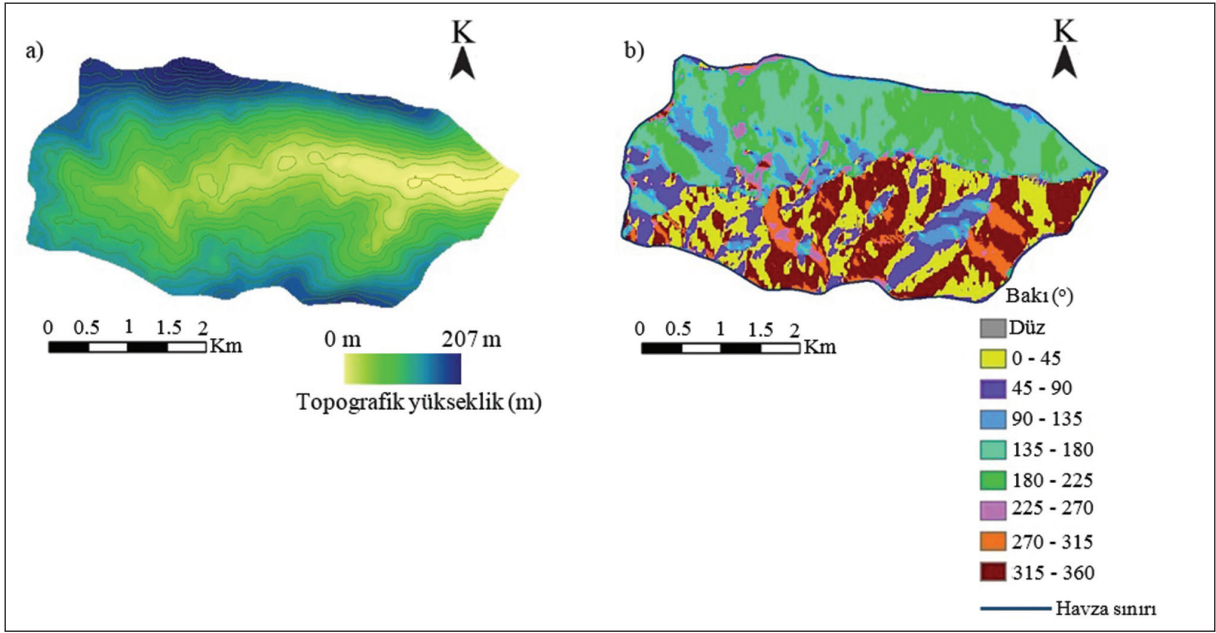 a)
K
0 0.5 1 1.5 2
Km
0 m 207 m
Topografik yükseklik (m)
b)
K
0 0.5 1 1.5 2
Km
Bakı (º)
Düz
0 - 45
45 - 90
90 - 135
135 - 180
180 - 225
225 - 270
270 - 315
315 - 360
Havza sınırı